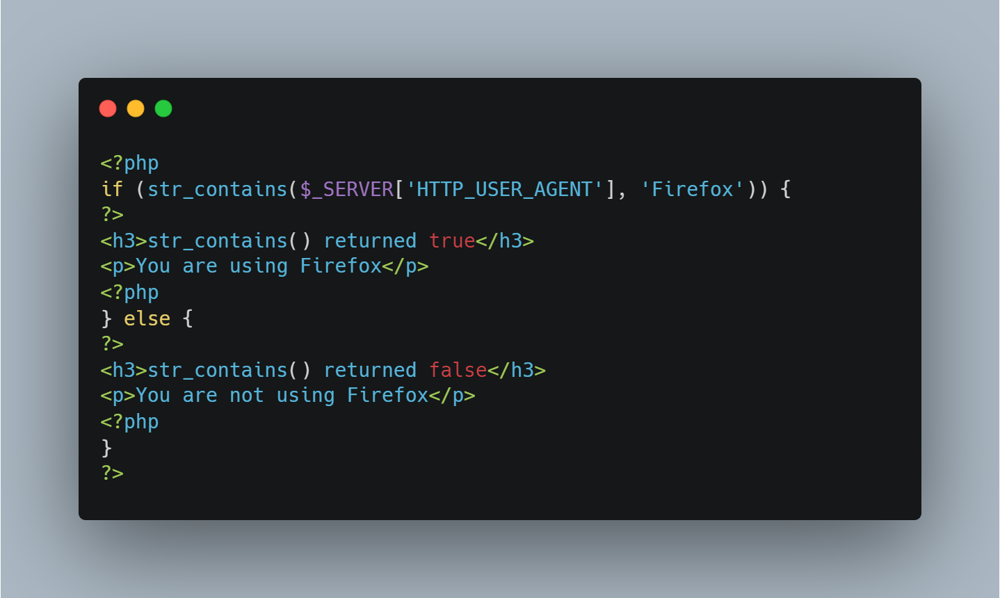 <?php
if (str_contains($_SERVER['HTTP_USER_AGENT'], 'Firefox')) {
?>
<h3>str_contains() returned true</h3>
<p>You are using Firefox</p>
<?php
} else {
?>
<h3>str_contains() returned false</h3>
<p>You are not using Firefox</p>
<?php
}
?>